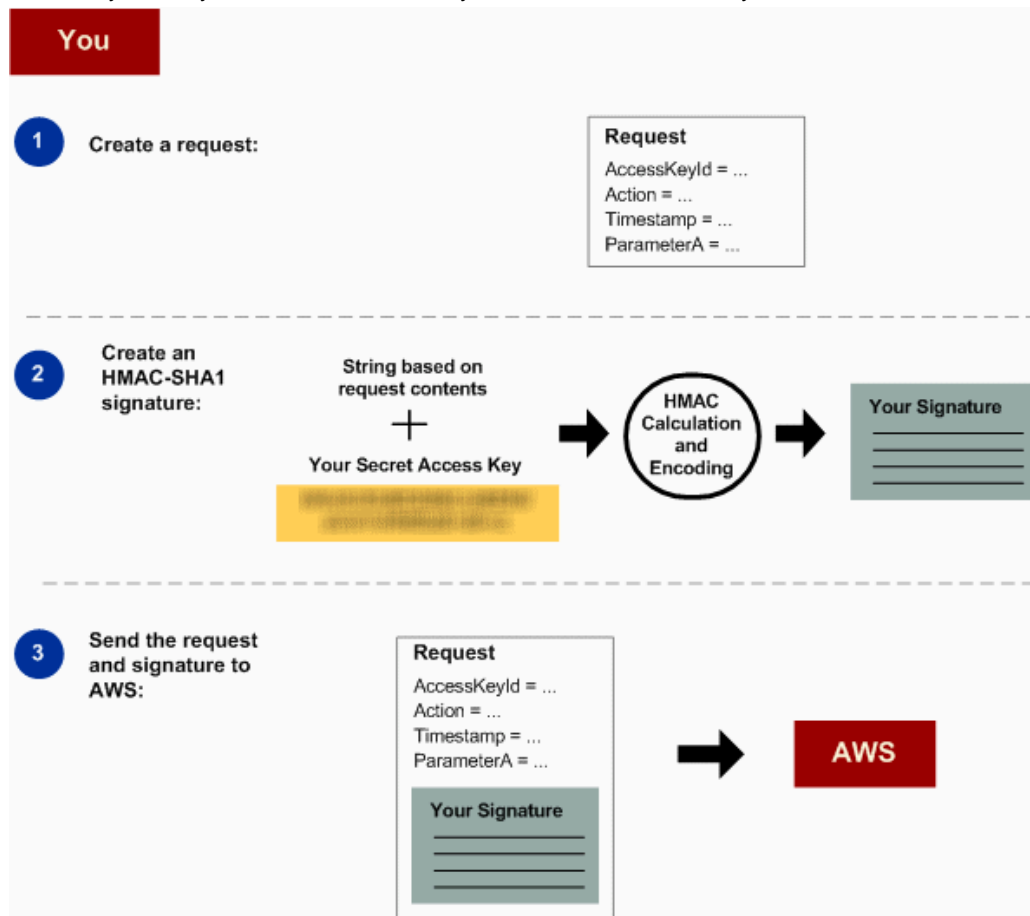 You
1
Create a request:
Request
AccessKeyId = ...
Action = ...
Timestamp = ...
ParameterA = ...
2
Create an
HMAC-SHA1
signature:
String based on
request contents
+
Your Secret Access Key
HMAC
Calculation
and
Encoding
Your Signature
3
Send the request
and signature to
AWS:
Request
AccessKeyId = ...
Action = ...
Timestamp = ...
ParameterA = ...
Your Signature
AWS